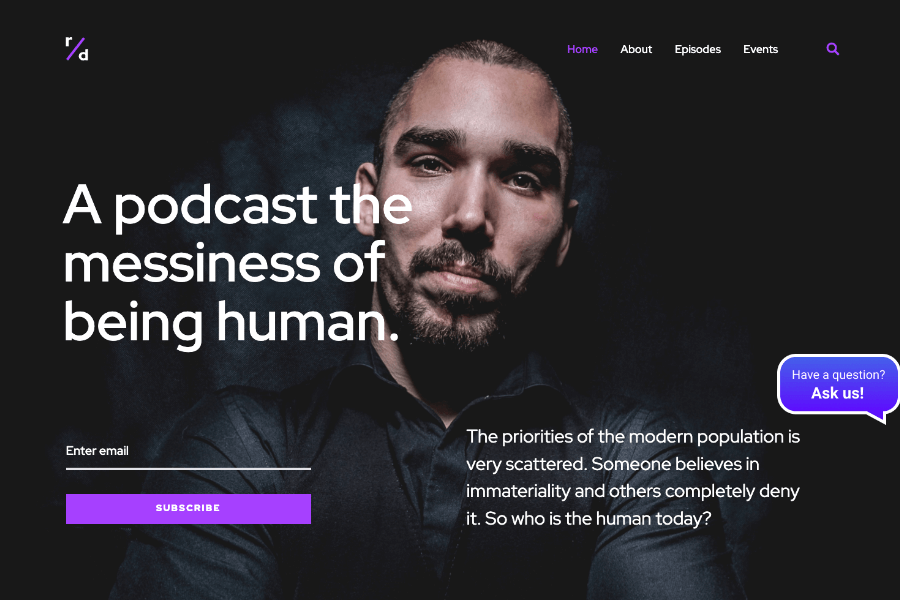 r/d
Home About Episodes Events
A podcast the
messiness of
being human.
Have a question?
Ask us!
The priorities of the modern population is
very scattered. Someone believes in
immateriality and others completely deny
it. So who is the human today?
Enter email
SUBSCRIBE